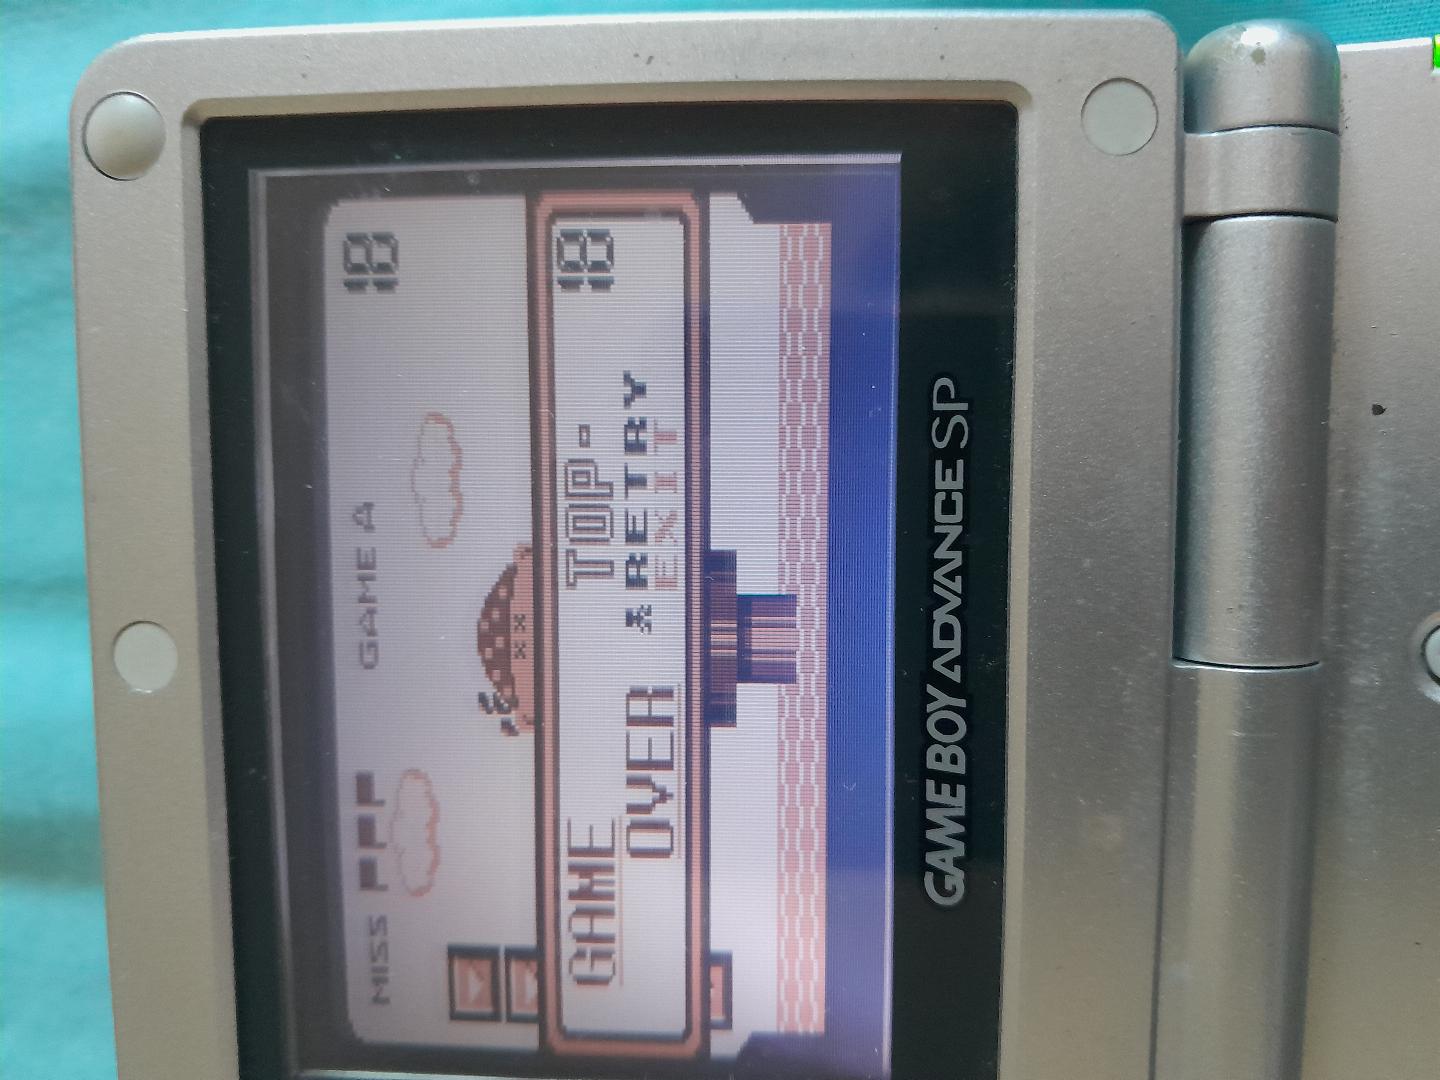 MISS GAME A 18
GAME OVER
TOP- 18
RETRY
EXIT
GAME BOY ADVANCE SP